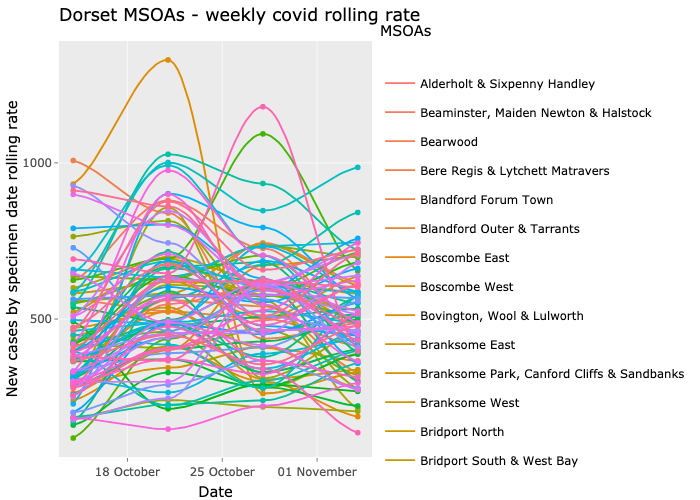 Dorset MSOAs - weekly covid rolling rate
MSOAs
New cases by specimen date rolling rate
1000
500
18 October
25 October
01 November
Date
Alderholt & Sixpenny Handley
Beaminster, Maiden Newton & Halstock
Bearwood
Bere Regis & Lytchett Matravers
Blandford Forum Town
Blandford Outer & Tarrants
Boscombe East
Boscombe West
Bovington, Wool & Lulworth
Branksome East
Branksome Park, Canford Cliffs & Sandbanks
Branksome West
Bridport North
Bridport South & West Bay